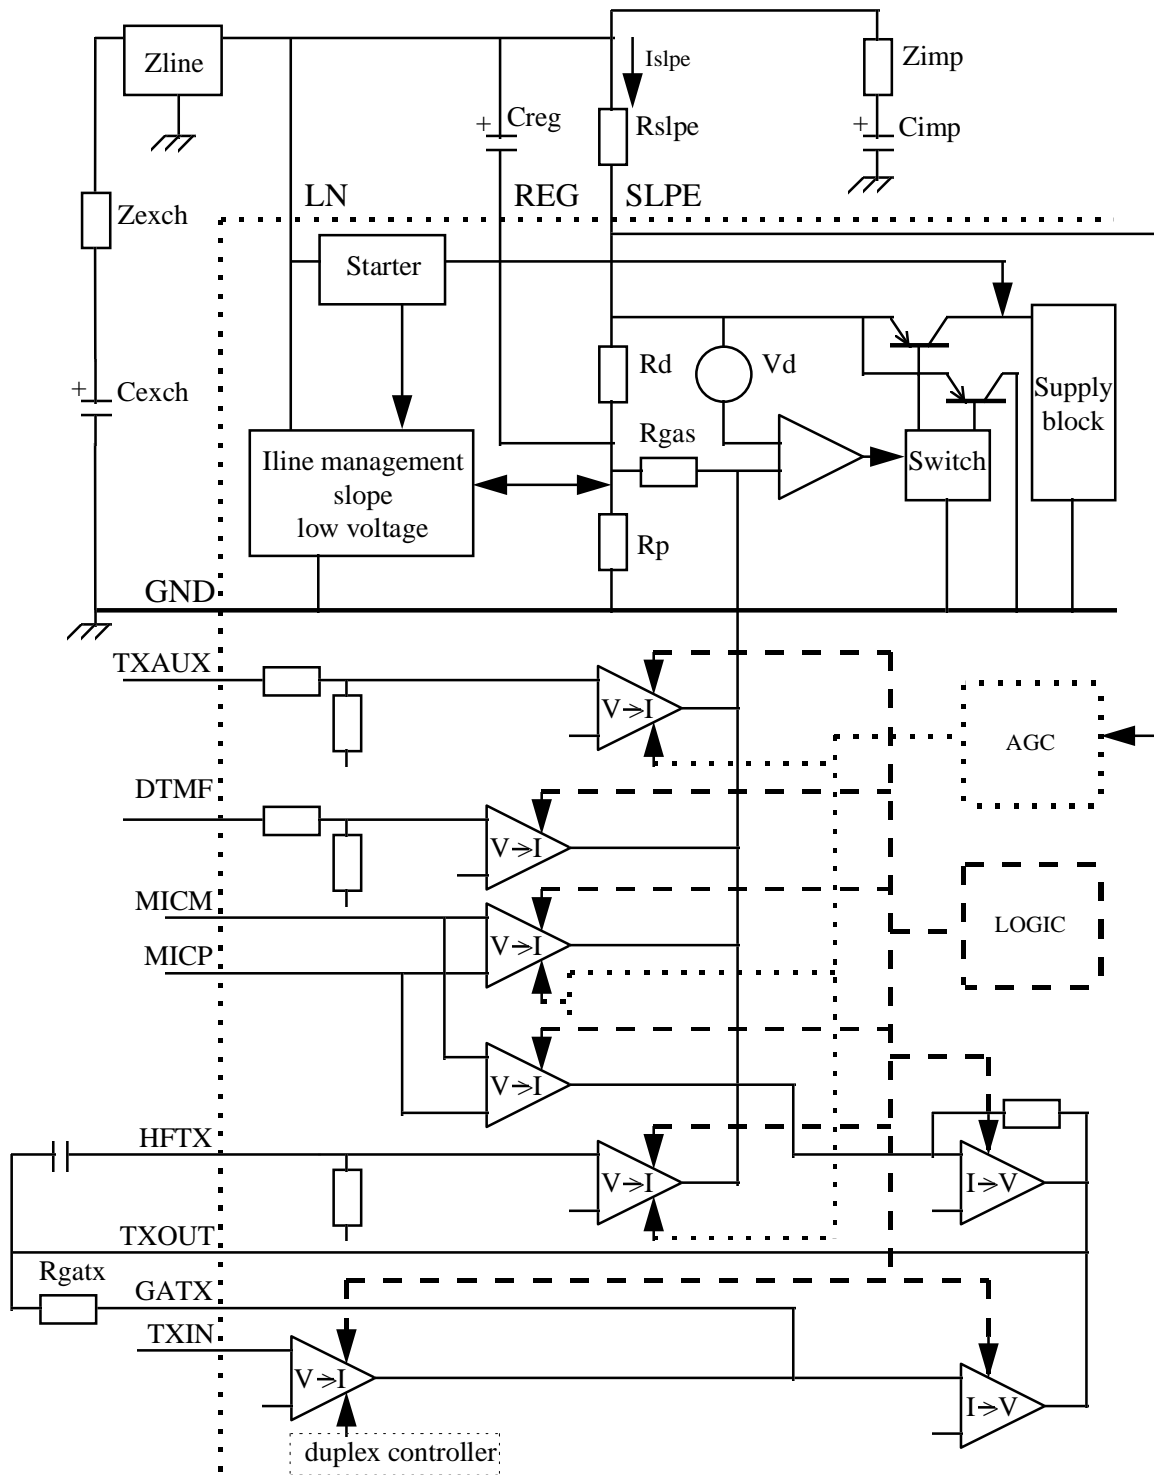 Zline
Islpe
Zimp
+
Creg
Rslpe
+
Cimp
LN
REG
SLPE
Zexch
Starter
Rd
Vd
+
Cexch
Supply
block
Rgas
Iline management
slope
low voltage
Switch
Rp
GND
TXAUX
V->I
AGC
DTMF
V->I
MICM
LOGIC
MICP
V->I
V->I
HFTX
V->I
I->V
TXOUT
Rgatx
GATX
TXIN
V->I
I->V
duplex controller